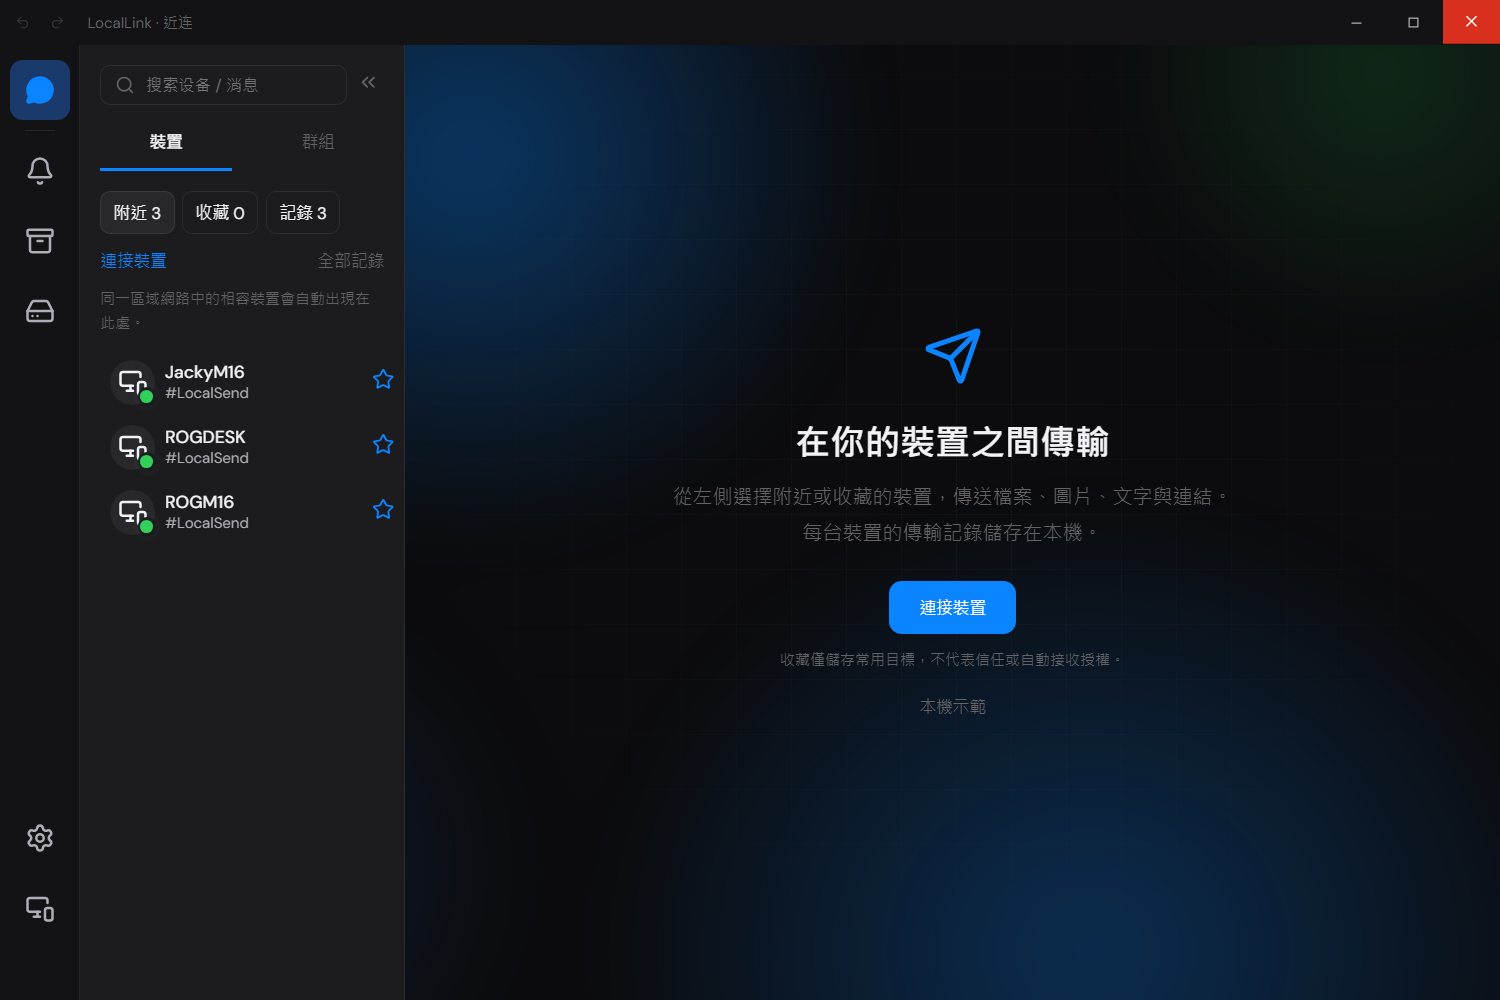 LocalLink · 近连
搜索设备 / 消息
裝置
群組
附近 3
收藏 0
記錄 3
連接裝置
全部記錄
同一區域網路中的相容裝置會自動出現在
此處。
JackyM16
#LocalSend
ROGDESK
#LocalSend
ROGM16
#LocalSend
在你的裝置之間傳輸
從左側選擇附近或收藏的裝置，傳送檔案、圖片、文字與連結。
每台裝置的傳輸記錄儲存在本機。
連接裝置
收藏僅儲存常用目標，不代表信任或自動接收授權。
本機示範